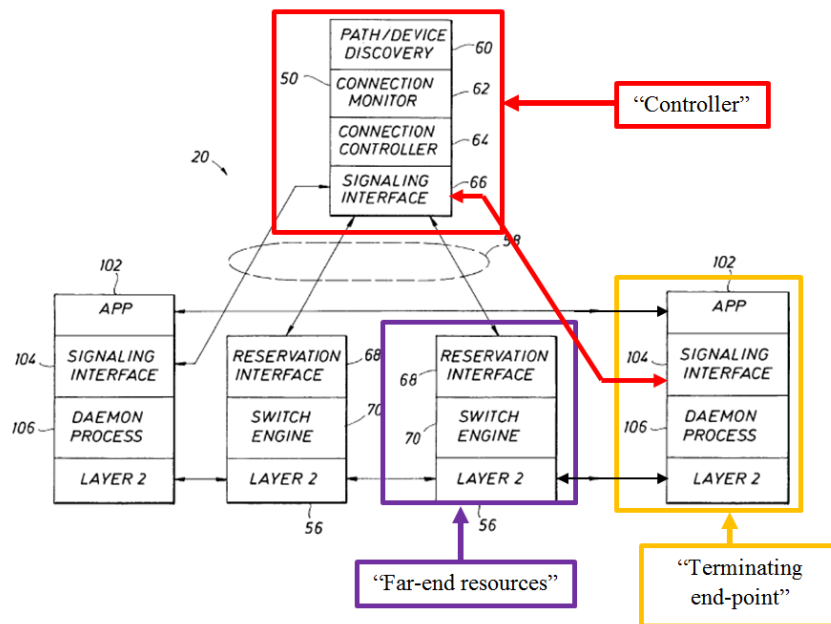 PATH/DEVICE
DISCOVERY
60
50
CONNECTION
MONITOR
62
CONNECTION
CONTROLLER
64
SIGNALING
INTERFACE
66
“Controller”
20
58
102
APP
104
SIGNALING
INTERFACE
106
DAEMON
PROCESS
LAYER 2
RESERVATION
INTERFACE
68
SWITCH
ENGINE
70
LAYER 2
56
RESERVATION
INTERFACE
68
70
SWITCH
ENGINE
LAYER 2
56
102
APP
104
SIGNALING
INTERFACE
106
DAEMON
PROCESS
LAYER 2
“Far-end resources”
“Terminating
end-point”